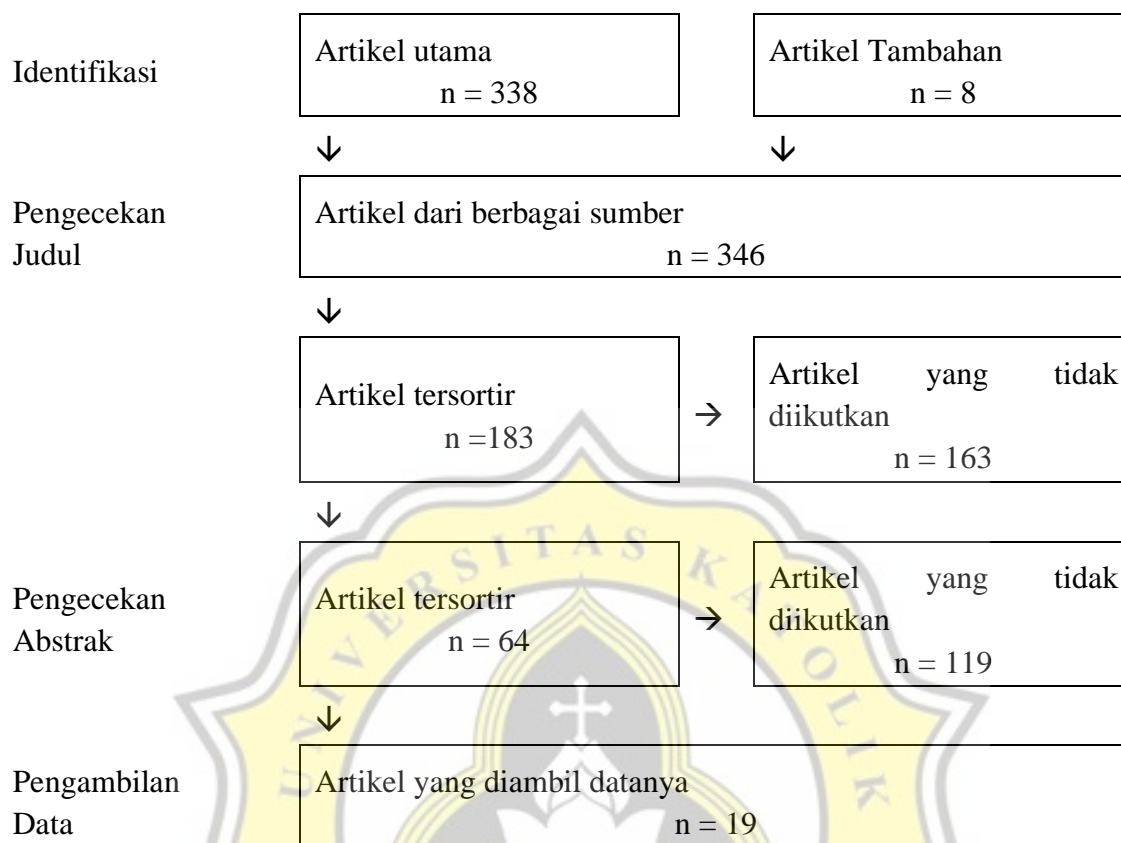 Identifikasi
Artikel utama
n = 338
Artikel Tambahan
n = 8
Pengecekan
Judul
Artikel dari berbagai sumber
n = 346
Artikel tersortir
n =183
Artikel yang tidak
diikutkan
n = 163
Pengecekan
Abstrak
Artikel tersortir
n = 64
Artikel yang tidak
diikutkan
n = 119
Pengambilan
Data
Artikel yang diambil datanya
n = 19
UNIVERSITAS KATOLIK